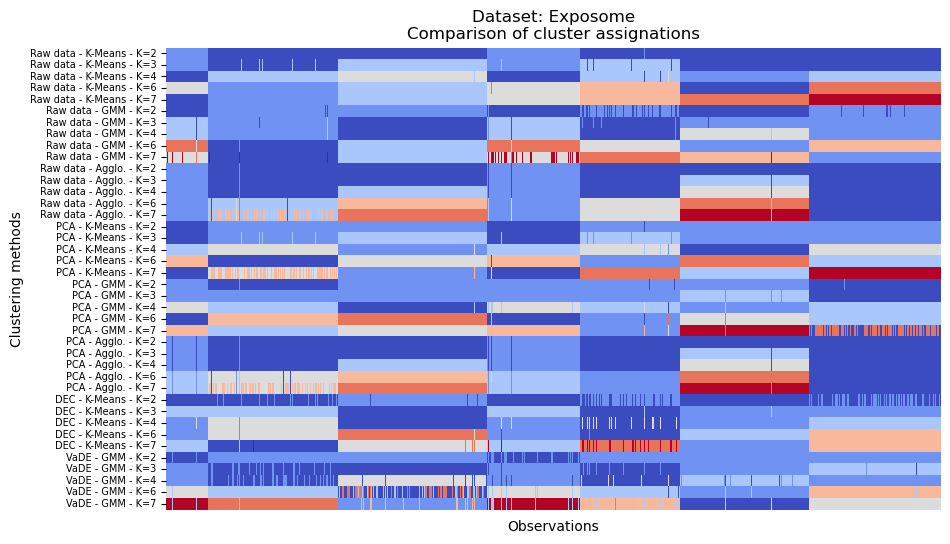 Dataset: Exposome
Comparison of cluster assignations
Clustering methods
Raw data - K-Means - K=2
Raw data - K-Means - K=3
Raw data - K-Means - K=4
Raw data - K-Means - K=6
Raw data - K-Means - K=7
Raw data - GMM - K=2
Raw data - GMM - K=3
Raw data - GMM - K=4
Raw data - GMM - K=6
Raw data - GMM - K=7
Raw data - Agglo. - K=2
Raw data - Agglo. - K=3
Raw data - Agglo. - K=4
Raw data - Agglo. - K=6
Raw data - Agglo. - K=7
PCA - K-Means - K=2
PCA - K-Means - K=3
PCA - K-Means - K=4
PCA - K-Means - K=6
PCA - K-Means - K=7
PCA - GMM - K=2
PCA - GMM - K=3
PCA - GMM - K=4
PCA - GMM - K=6
PCA - GMM - K=7
PCA - Agglo. - K=2
PCA - Agglo. - K=3
PCA - Agglo. - K=4
PCA - Agglo. - K=6
PCA - Agglo. - K=7
DEC - K-Means - K=2
DEC - K-Means - K=3
DEC - K-Means - K=4
DEC - K-Means - K=6
DEC - K-Means - K=7
VaDE - GMM - K=2
VaDE - GMM - K=3
VaDE - GMM - K=4
VaDE - GMM - K=6
VaDE - GMM - K=7
Observations